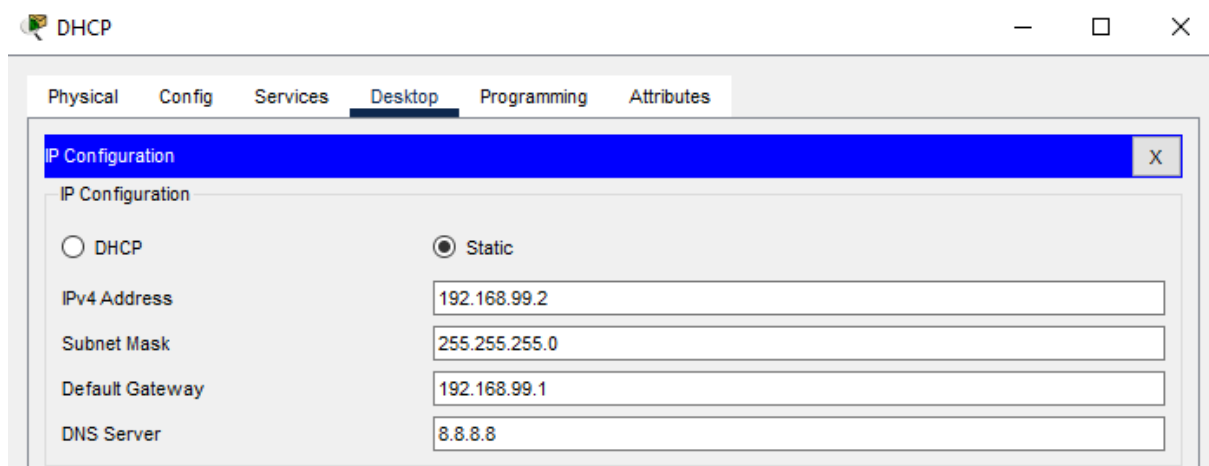 DHCP
Physical Config Services Desktop Programming Attributes
IP Configuration X
IP Configuration
DHCP Static
IPv4 Address 192.168.99.2
Subnet Mask 255.255.255.0
Default Gateway 192.168.99.1
DNS Server 8.8.8.8